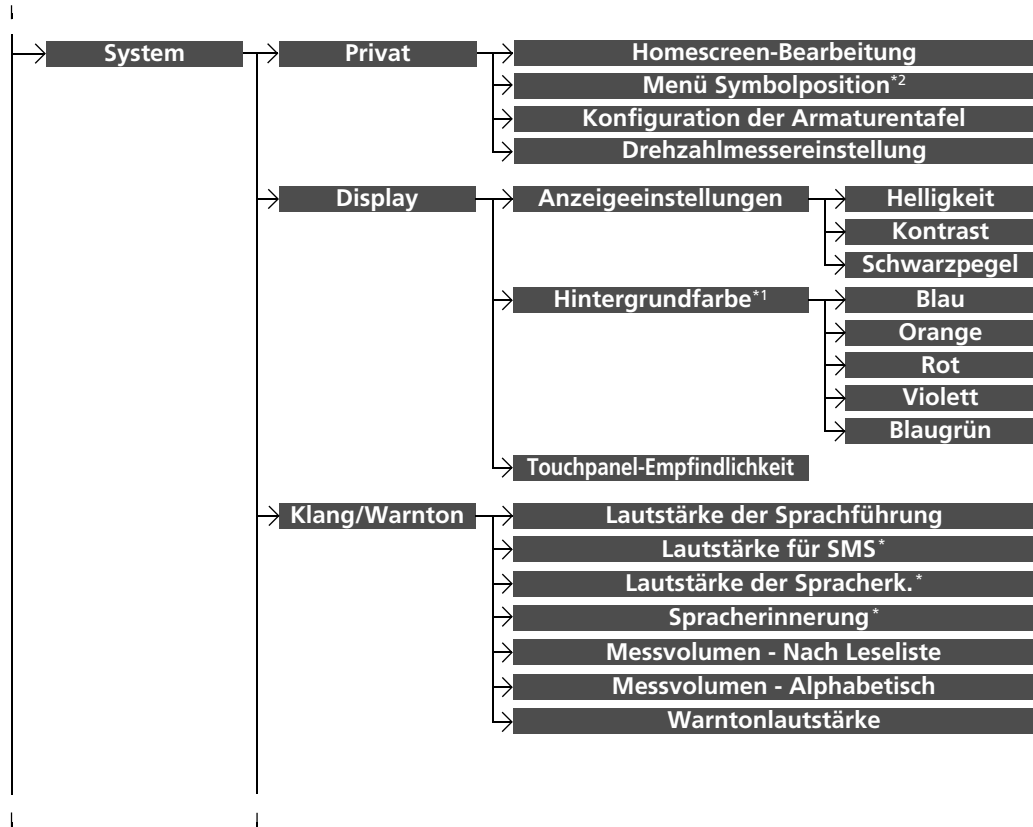 System
Privat
Homescreen-Bearbeitung
Menü Symbolposition*2
Konfiguration der Armaturentafel
Drehzahlmessereinstellung
Display
Anzeigeeinstellungen
Helligkeit
Kontrast
Schwarzpegel
Hintergrundfarbe*1
Blau
Orange
Rot
Violett
Blaugrün
Touchpanel-Empfindlichkeit
Klang/Warnton
Lautstärke der Sprachführung
Lautstärke für SMS*
Lautstärke der Spracherk.*
Spracherinnerung*
Messvolumen - Nach Leseliste
Messvolumen - Alphabetisch
Warntonlautstärke